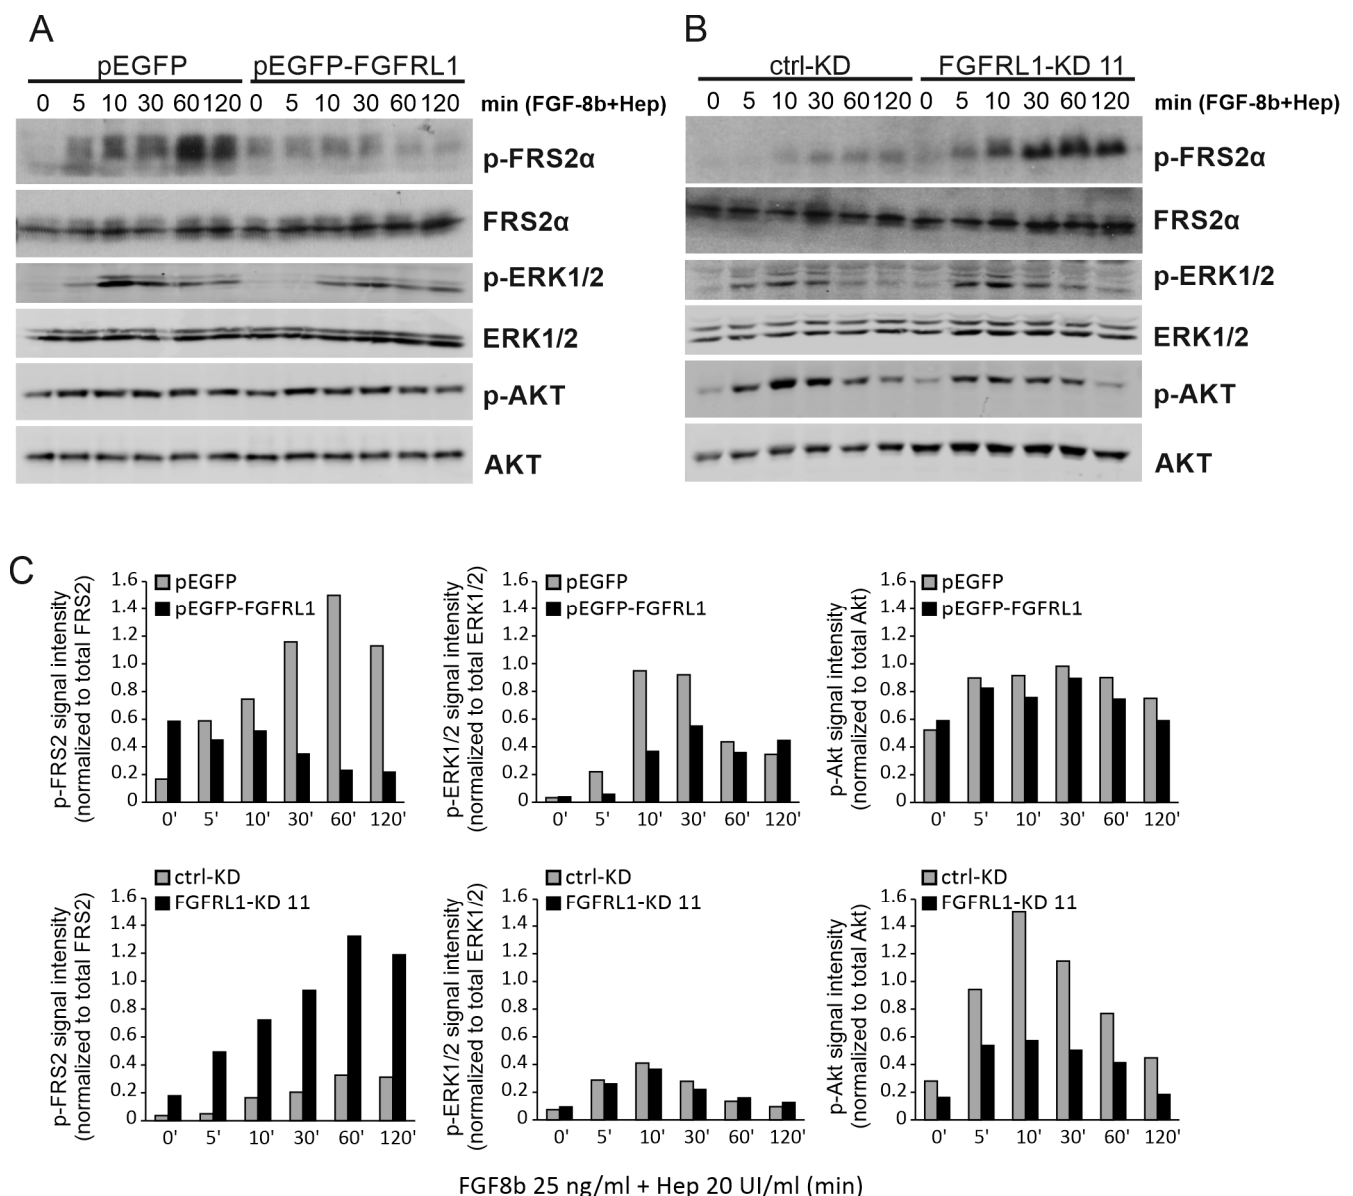 A
pEGFP pEGFP-FGFRL1
0 5 10 30 60 120 0 5 10 30 60 120 min (FGF-8b+Hep)
p-FRS2α
FRS2α
p-ERK1/2
ERK1/2
p-AKT
AKT
B
ctrl-KD FGFRL1-KD 11
0 5 10 30 60 120 0 5 10 30 60 120 min (FGF-8b+Hep)
p-FRS2α
FRS2α
p-ERK1/2
ERK1/2
p-AKT
AKT
C
p-FRS2 signal intensity
(normalized to total FRS2)
pEGFP
pEGFP-FGFRL1
1.6
1.4
1.2
1.0
0.8
0.6
0.4
0.2
0
0' 5' 10' 30' 60' 120'
p-ERK1/2 signal intensity
(normalized to total ERK1/2)
pEGFP
pEGFP-FGFRL1
1.6
1.4
1.2
1.0
0.8
0.6
0.4
0.2
0
0' 5' 10' 30' 60' 120'
p-Akt signal intensity
(normalized to total Akt)
pEGFP
pEGFP-FGFRL1
1.6
1.4
1.2
1.0
0.8
0.6
0.4
0.2
0
0' 5' 10' 30' 60' 120'
p-FRS2 signal intensity
(normalized to total FRS2)
ctrl-KD
FGFRL1-KD 11
1.6
1.4
1.2
1.0
0.8
0.6
0.4
0.2
0
0' 5' 10' 30' 60' 120'
p-ERK1/2 signal intensity
(normalized to total ERK1/2)
ctrl-KD
FGFRL1-KD 11
1.6
1.4
1.2
1.0
0.8
0.6
0.4
0.2
0
0' 5' 10' 30' 60' 120'
p-Akt signal intensity
(normalized to total Akt)
ctrl-KD
FGFRL1-KD 11
1.6
1.4
1.2
1.0
0.8
0.6
0.4
0.2
0
0' 5' 10' 30' 60' 120'
FGF8b 25 ng/ml + Hep 20 UI/ml (min)